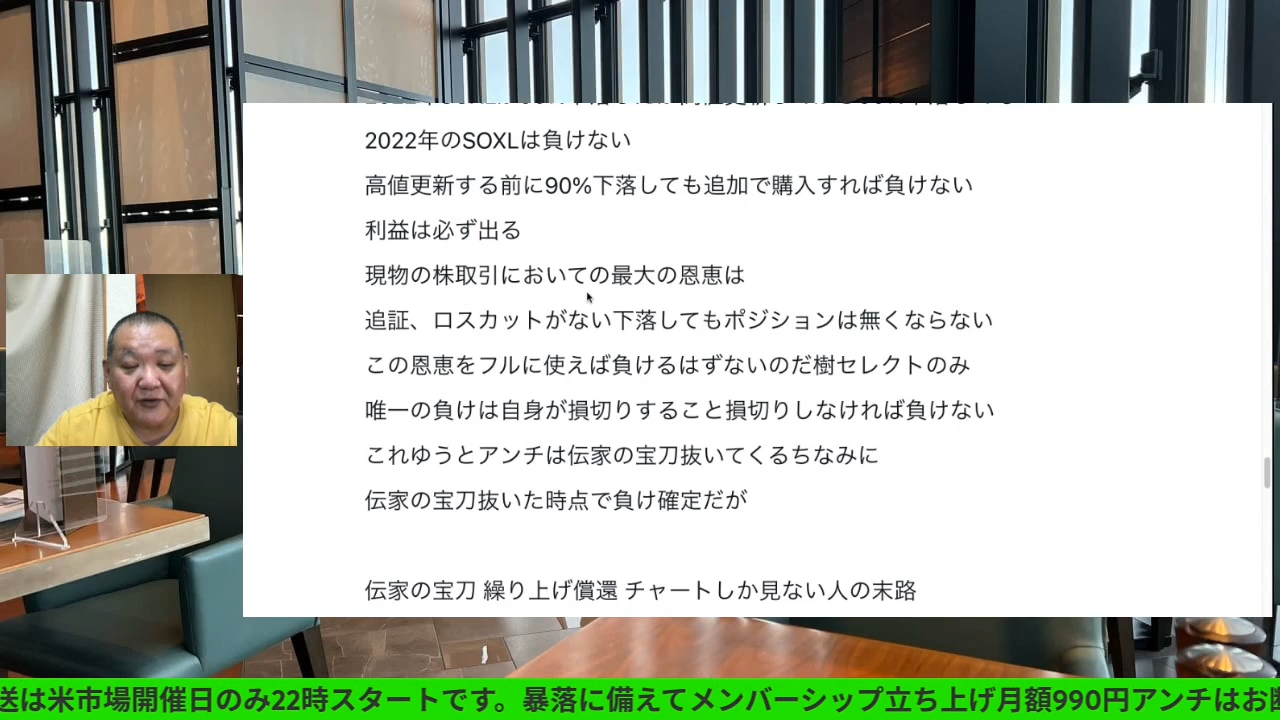 2022年のSOXLは負けない
高値更新する前に90%下落しても追加で購入すれば負けない
利益は必ず出る
現物の株取引においての最大の恩恵は
追証、ロスカットがない下落してもポジションは無くならない
この恩恵をフルに使えば負けるはずないのだ樹セレクトのみ
唯一の負けは自身が損切りすること損切りしなければ負けない
これゆうとアンチは伝家の宝刀抜いてくるちなみに
伝家の宝刀抜いた時点で負け確定だが
伝家の宝刀 繰り上げ償還 チャートしか見ない人の末路
送は米市場開催日のみ22時スタートです。暴落に備えてメンバーシップ立ち上げ月額990円アンチはお